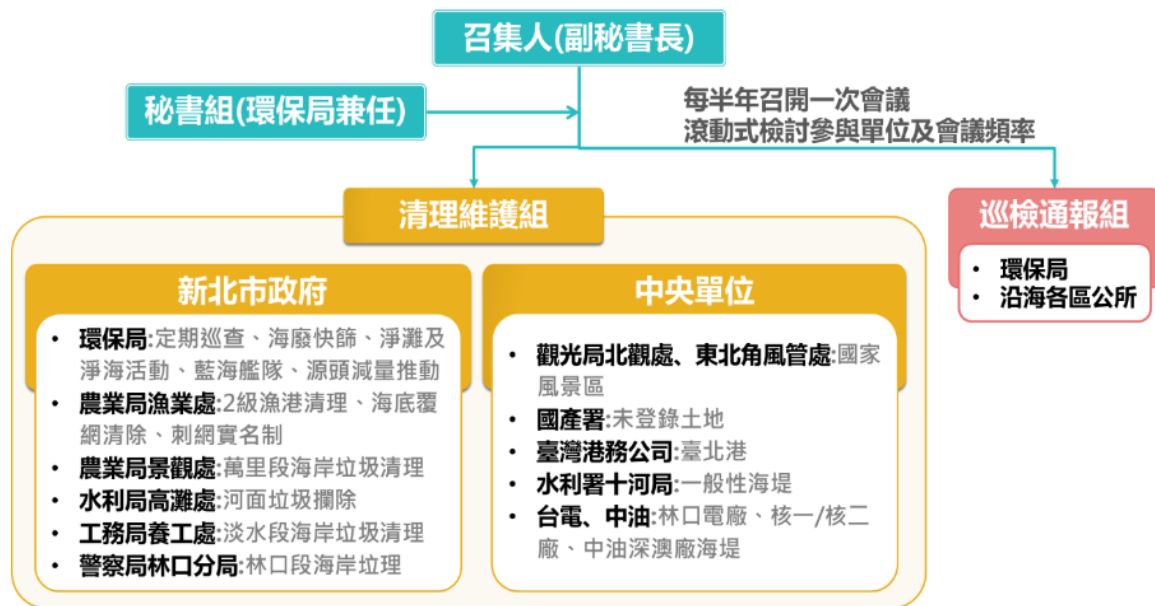 召集人(副秘書長)
秘書組(環保局兼任)
每半年召開一次會議
滾動式檢討參與單位及會議頻率
清理維護組
新北市政府
• 環保局:定期巡查、海廢快篩、淨灘及
淨海活動、藍海艦隊、源頭減量推動
• 農業局漁業處:2級漁港清理、海底覆
網清除、刺網實名制
• 農業局景觀處:萬里段海岸垃圾清理
• 水利局高灘處:河面垃圾攔除
• 工務局養工處:淡水段海岸垃圾清理
• 警察局林口分局:林口段海岸垃理
中央單位
• 觀光局北觀處、東北角風管處:國家
風景區
• 國產署:未登錄土地
• 臺灣港務公司:臺北港
• 水利署十河局:一般性海堤
• 台電、中油:林口電廠、核一/核二
廠、中油深澳廠海堤
巡檢通報組
• 環保局
• 沿海各區公所